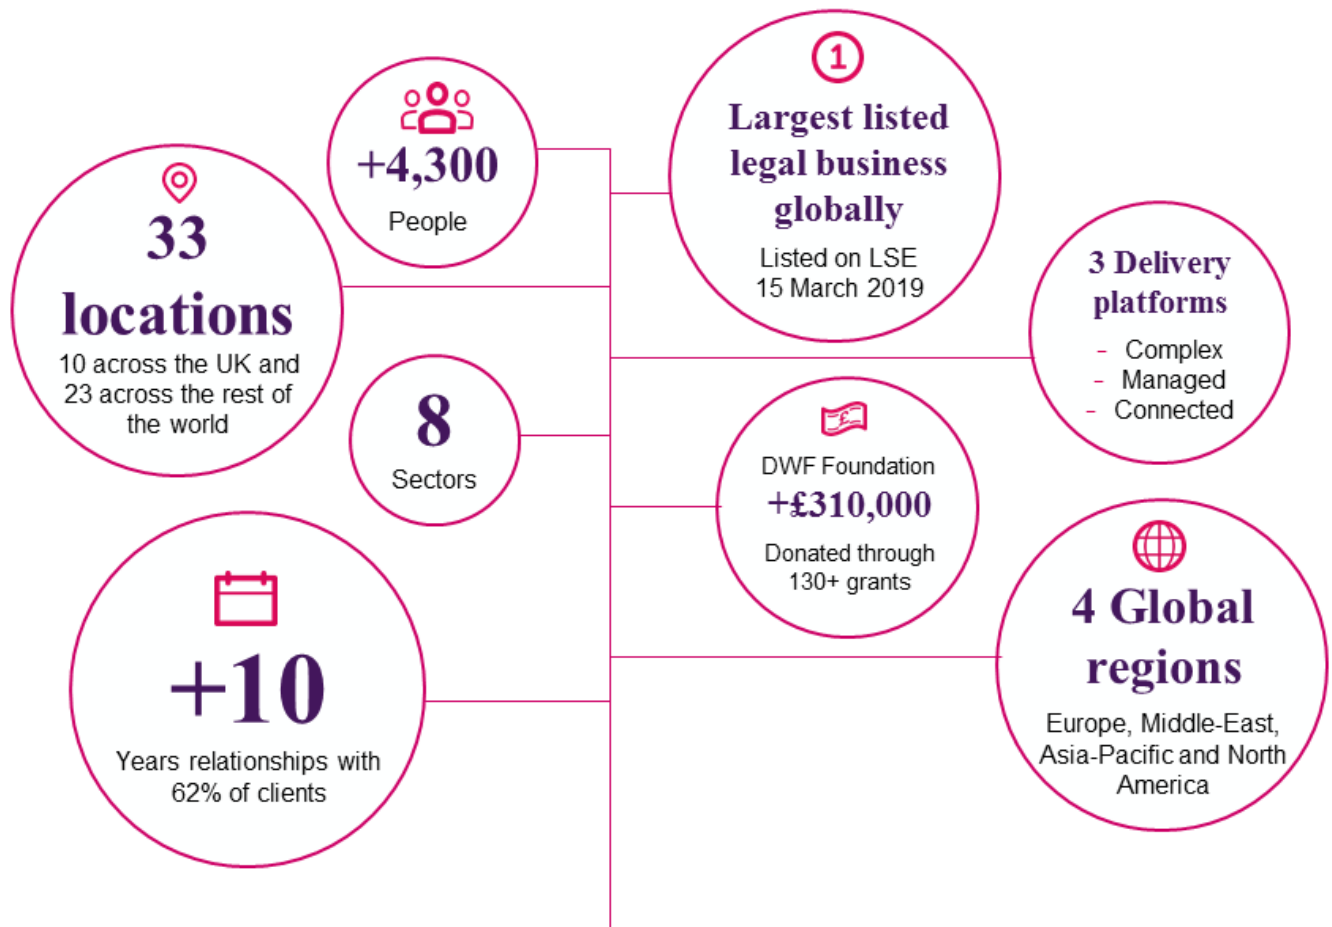 +4,300
People
33
locations
10 across the UK and
23 across the rest of
the world
8
Sectors
+10
Years relationships with
62% of clients
1
Largest listed
legal business
globally
Listed on LSE
15 March 2019
3 Delivery
platforms
- Complex
- Managed
- Connected
£
DWF Foundation
+£310,000
Donated through
130+ grants
4 Global
regions
Europe, Middle-East,
Asia-Pacific and North
America